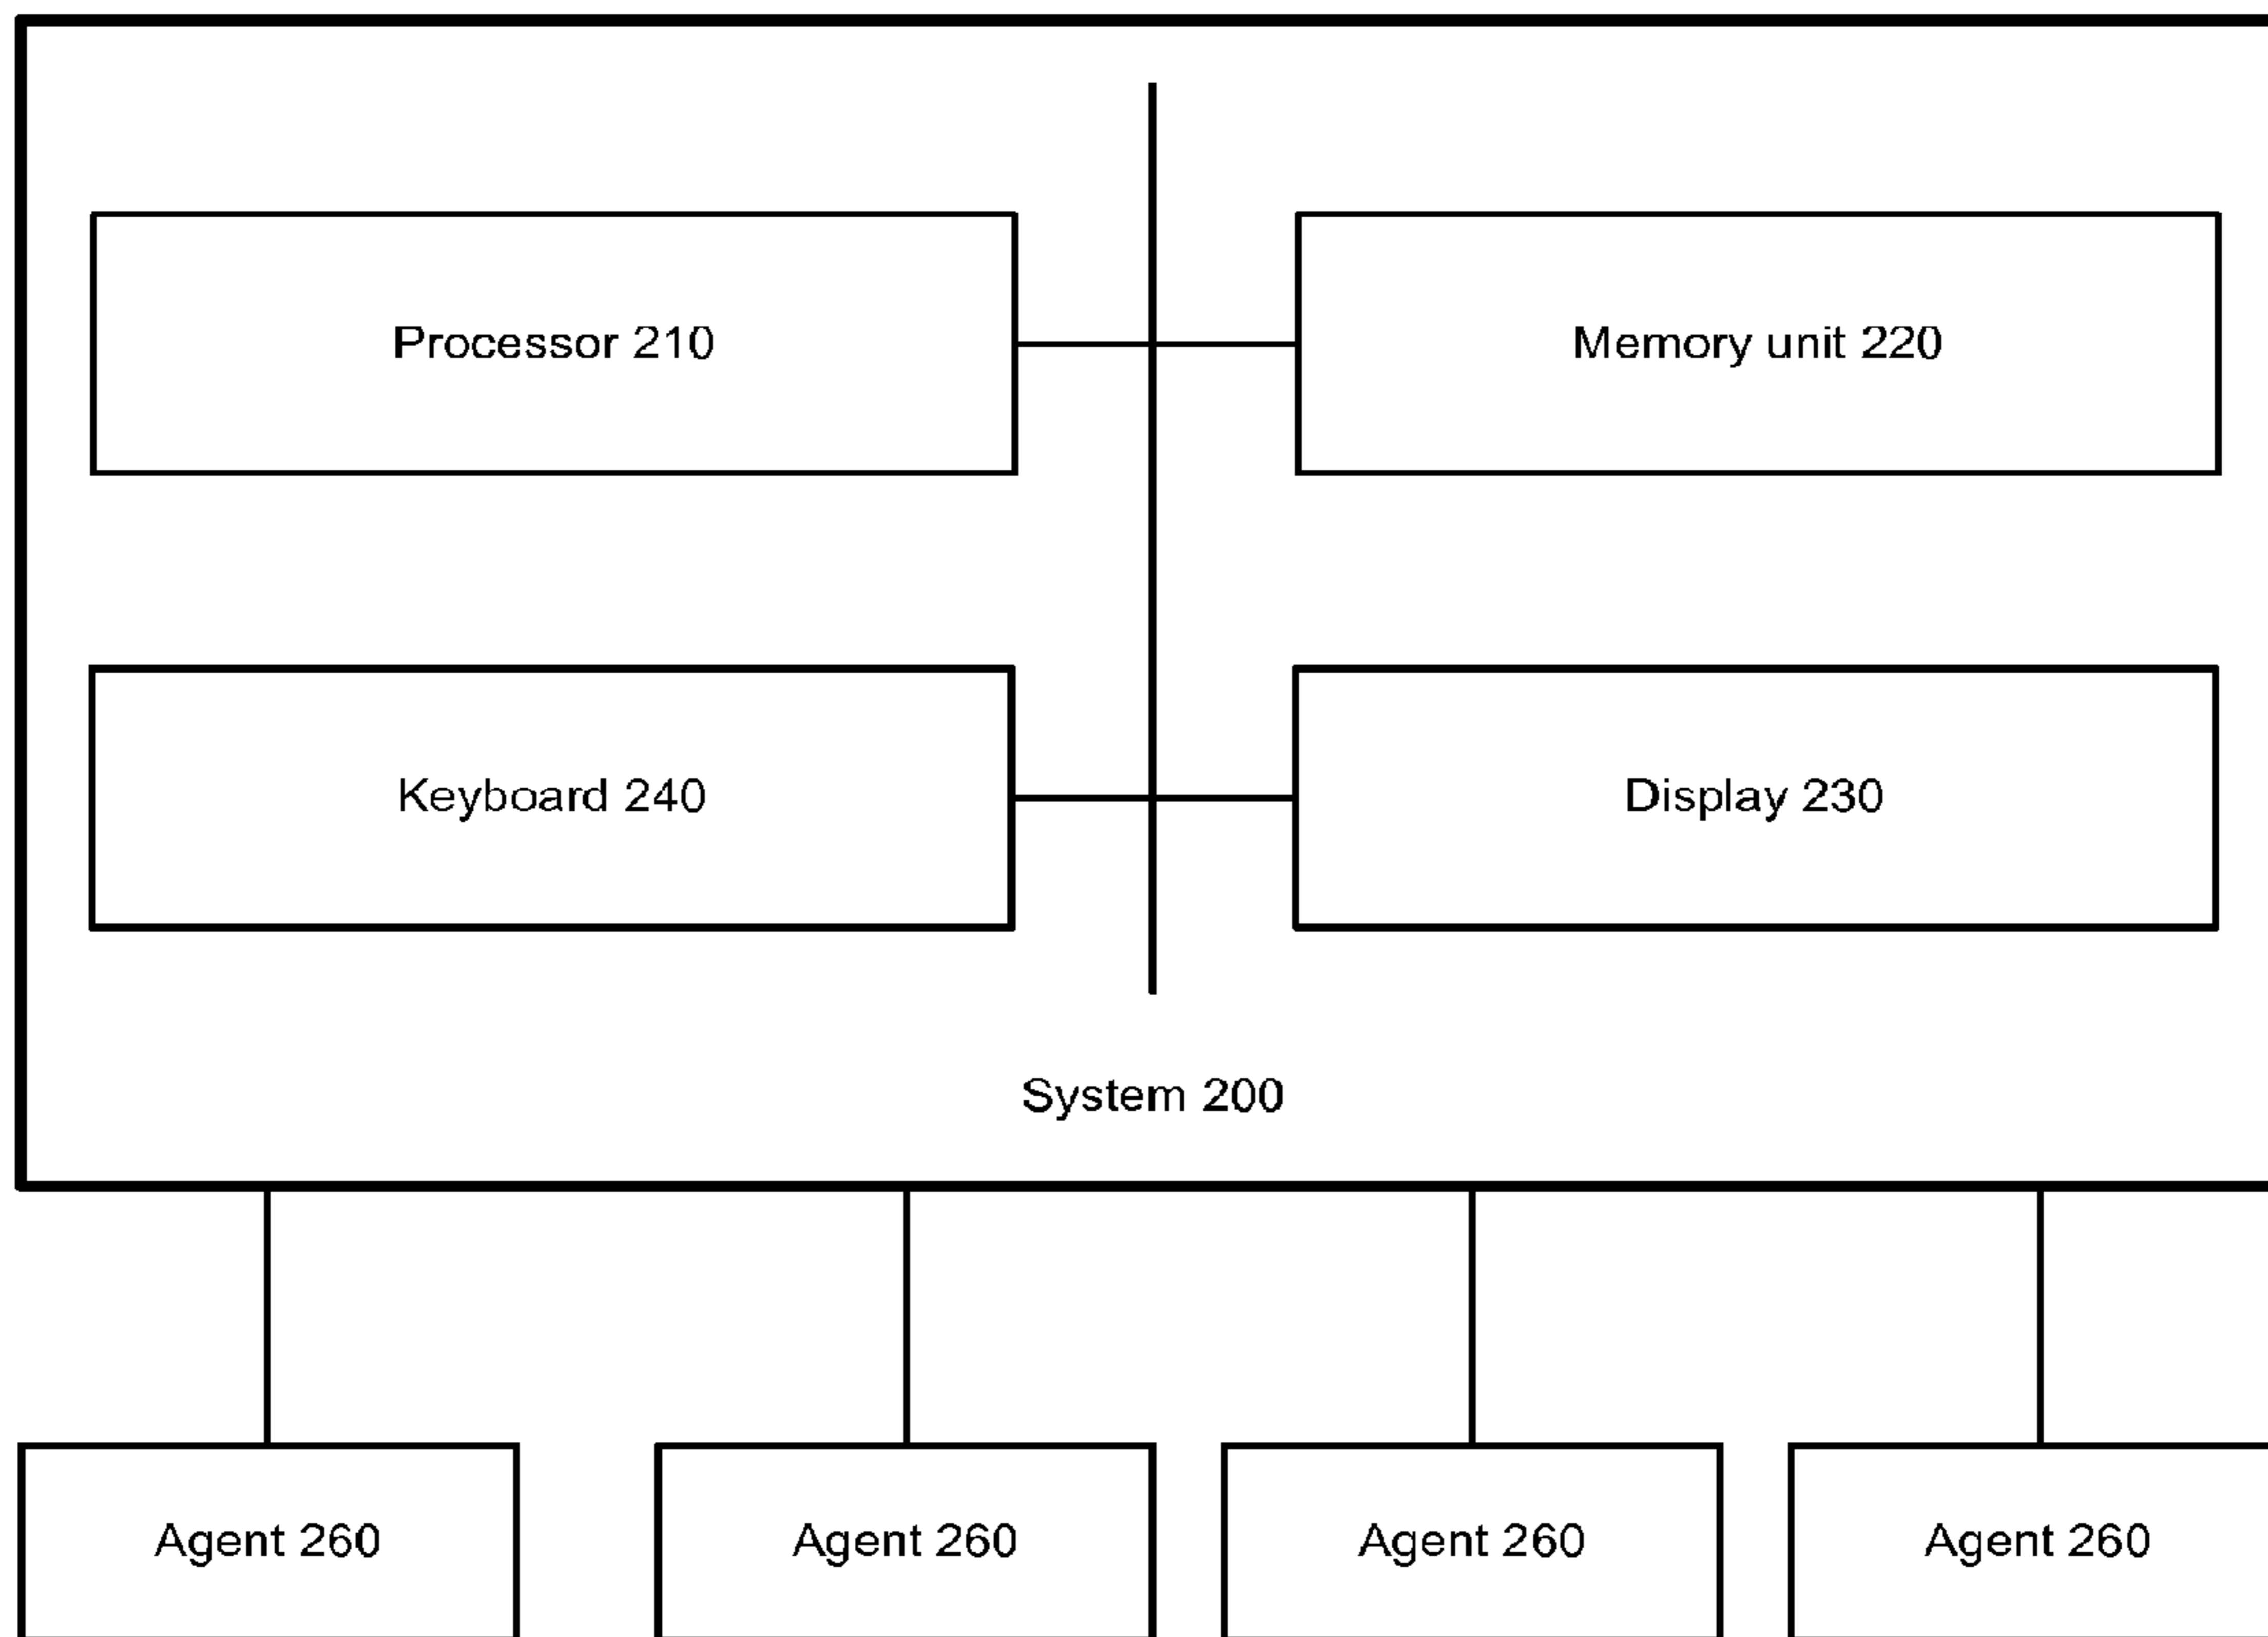 Processor 210
Memory unit 220
Keyboard 240
Display 230
System 200
Agent 260
Agent 260
Agent 260
Agent 260